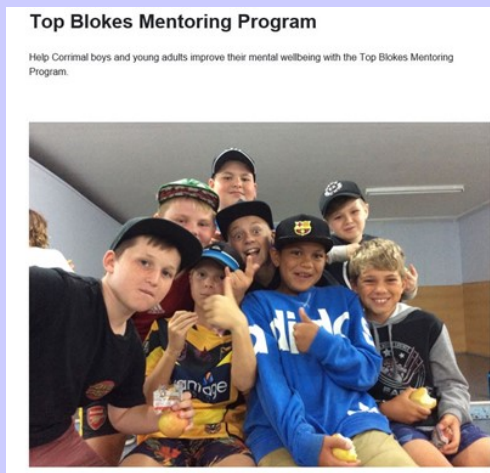 Top Blokes Mentoring Program
Help Corrimal boys and young adults improve their mental wellbeing with the Top Blokes Mentoring
Program.
adidas